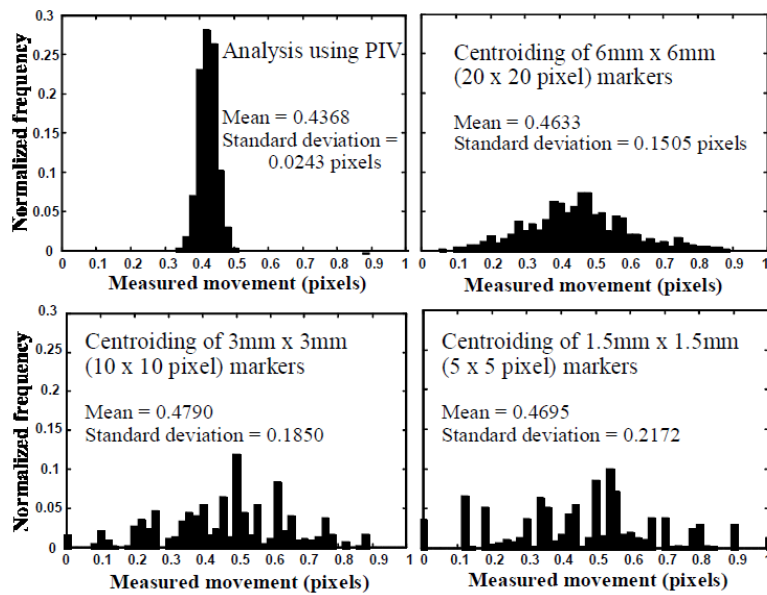 Normalized frequency
0.3
0.25
0.2
0.15
0.1
0.05
0
Analysis using PIV
Mean = 0.4368
Standard deviation =
0.0243 pixels
0 0.1 0.2 0.3 0.4 0.5 0.6 0.7 0.8 0.9 1
Measured movement (pixels)
Centroiding of 6mm x 6mm
(20 x 20 pixel) markers
Mean = 0.4633
Standard deviation = 0.1505 pixels
0 0.1 0.2 0.3 0.4 0.5 0.6 0.7 0.8 0.9 1
Measured movement (pixels)
Normalized frequency
0.3
0.25
0.2
0.15
0.1
0.05
0
Centroiding of 3mm x 3mm
(10 x 10 pixel) markers
Mean = 0.4790
Standard deviation = 0.1850
0 0.1 0.2 0.3 0.4 0.5 0.6 0.7 0.8 0.9 1
Measured movement (pixels)
Centroiding of 1.5mm x 1.5mm
(5 x 5 pixel) markers
Mean = 0.4695
Standard deviation = 0.2172
0 0.1 0.2 0.3 0.4 0.5 0.6 0.7 0.8 0.9 1
Measured movement (pixels)